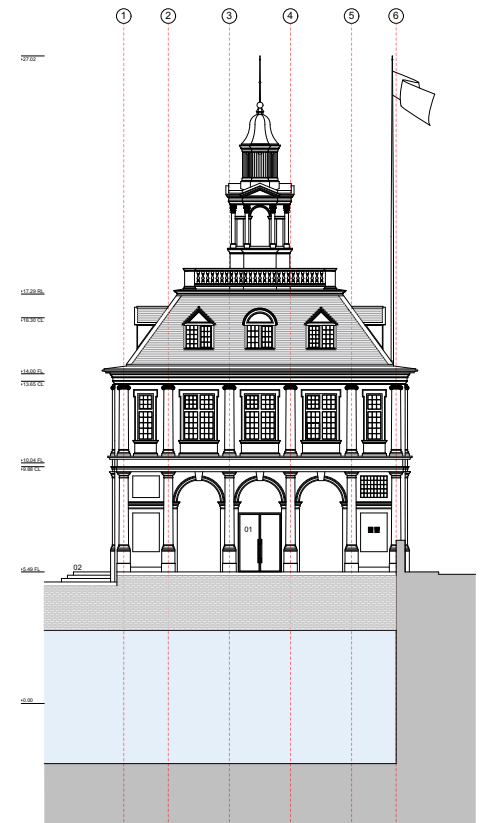 1 2 3 4 5 6
+27.02
+17.29 RL
+16.30 CL
+14.00 FL
+13.65 CL
+10.04 FL
+9.88 CL
01
+5.49 FL
02
+0.00